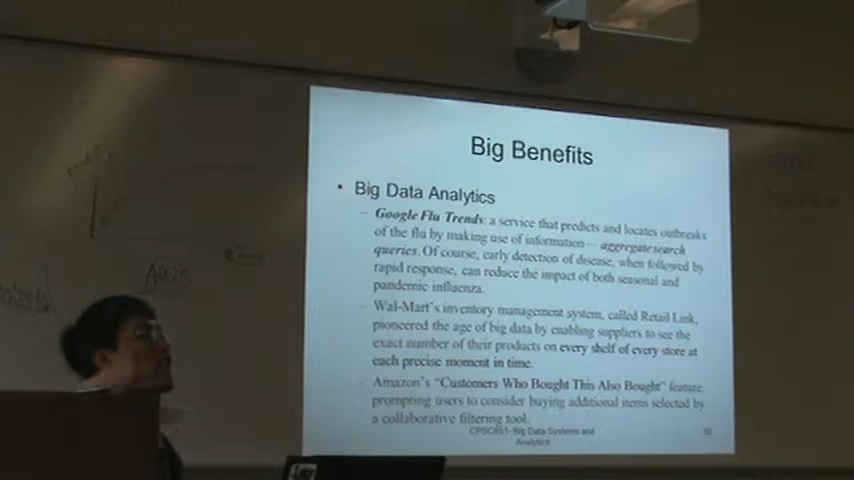 Big Benefits
• Big Data Analytics
– Google Flu Trends: a service that predicts and locates outbreaks
of the flu by making use of information — aggregate search
queries. Of course, early detection of disease, when followed by
rapid response, can reduce the impact of both seasonal and
pandemic influenza.
– Wal-Mart's inventory management system, called Retail Link,
pioneered the age of big data by enabling suppliers to see the
exact number of their products on every shelf of every store at
each precise moment in time.
– Amazon's "Customers Who Bought This Also Bought" feature,
prompting users to consider buying additional items selected by
a collaborative filtering tool.
Big Data Systems and
Analytics